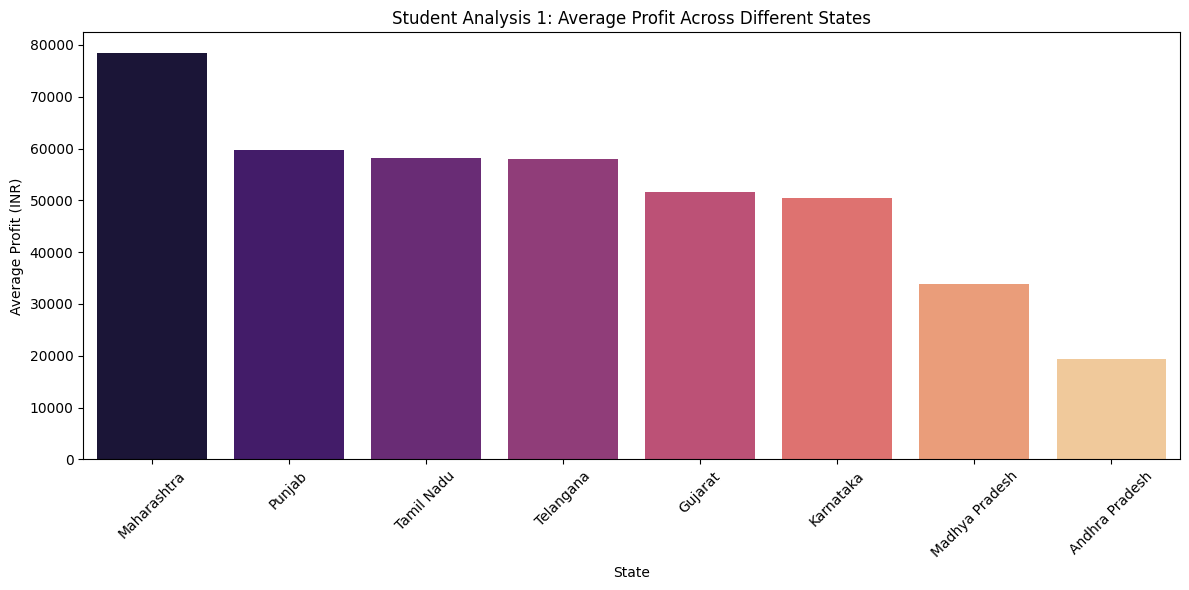 Student Analysis 1: Average Profit Across Different States
Average Profit (INR)
80000
70000
60000
50000
40000
30000
20000
10000
0
Maharashtra
Punjab
Tamil Nadu
Telangana
Gujarat
Karnataka
Madhya Pradesh
Andhra Pradesh
State